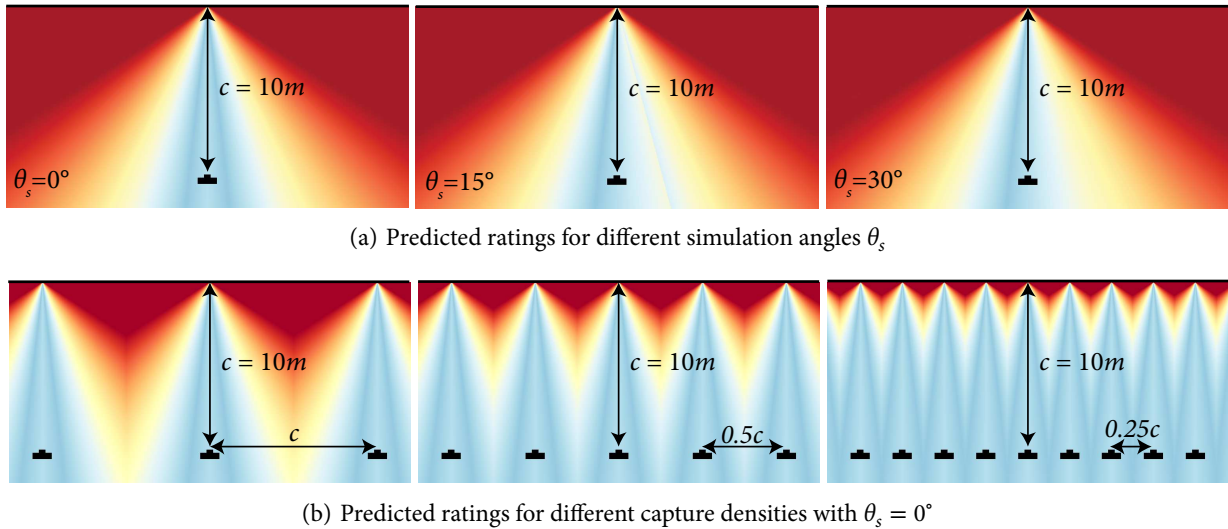 c = 10m
c = 10m
c = 10m
θₛ=0°
θₛ=15°
θₛ=30°
(a) Predicted ratings for different simulation angles θₛ
c = 10m
c = 10m
c = 10m
c
0.5c
0.25c
(b) Predicted ratings for different capture densities with θₛ = 0°